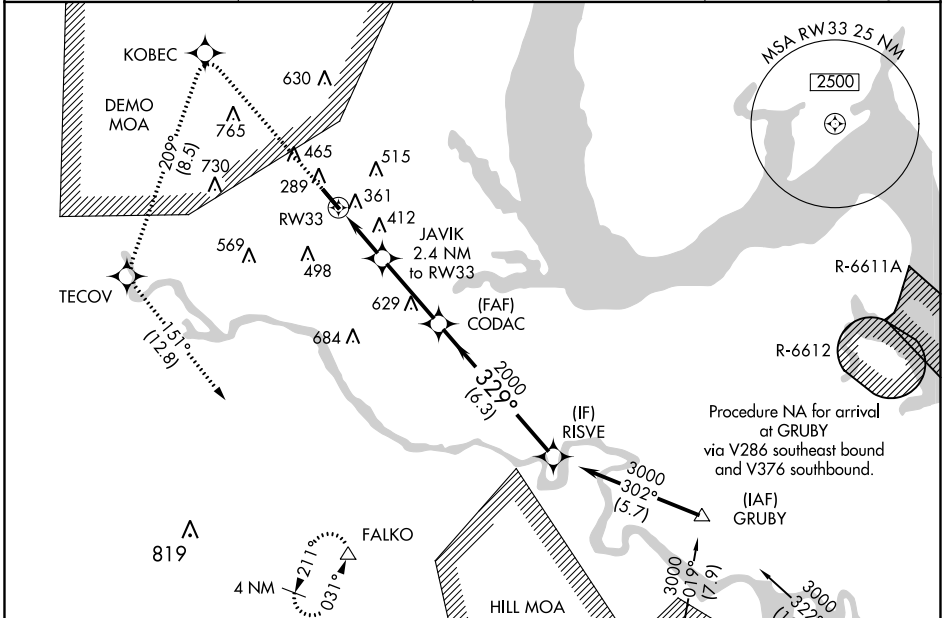 MSA RW33 25 NM
2500
KOBEC
630
DEMO
MOA
765
465
515
730
289
361
209°
(8.5)
RW33
412
JAVIK
2.4 NM
to RW33
569
498
R-6611A
TECOV
629
(FAF)
CODAC
684
R-6612
151°
(12.8)
2000
329°
(6.3)
(IF)
RISVE
Procedure NA for arrival
at GRUBY
via V286 southeast bound
and V376 southbound.
3000
302°
(5.7)
(IAF)
GRUBY
819
FALKO
211°
031°
4 NM
HILL MOA
3000
019°
(7.9)
3000
322°